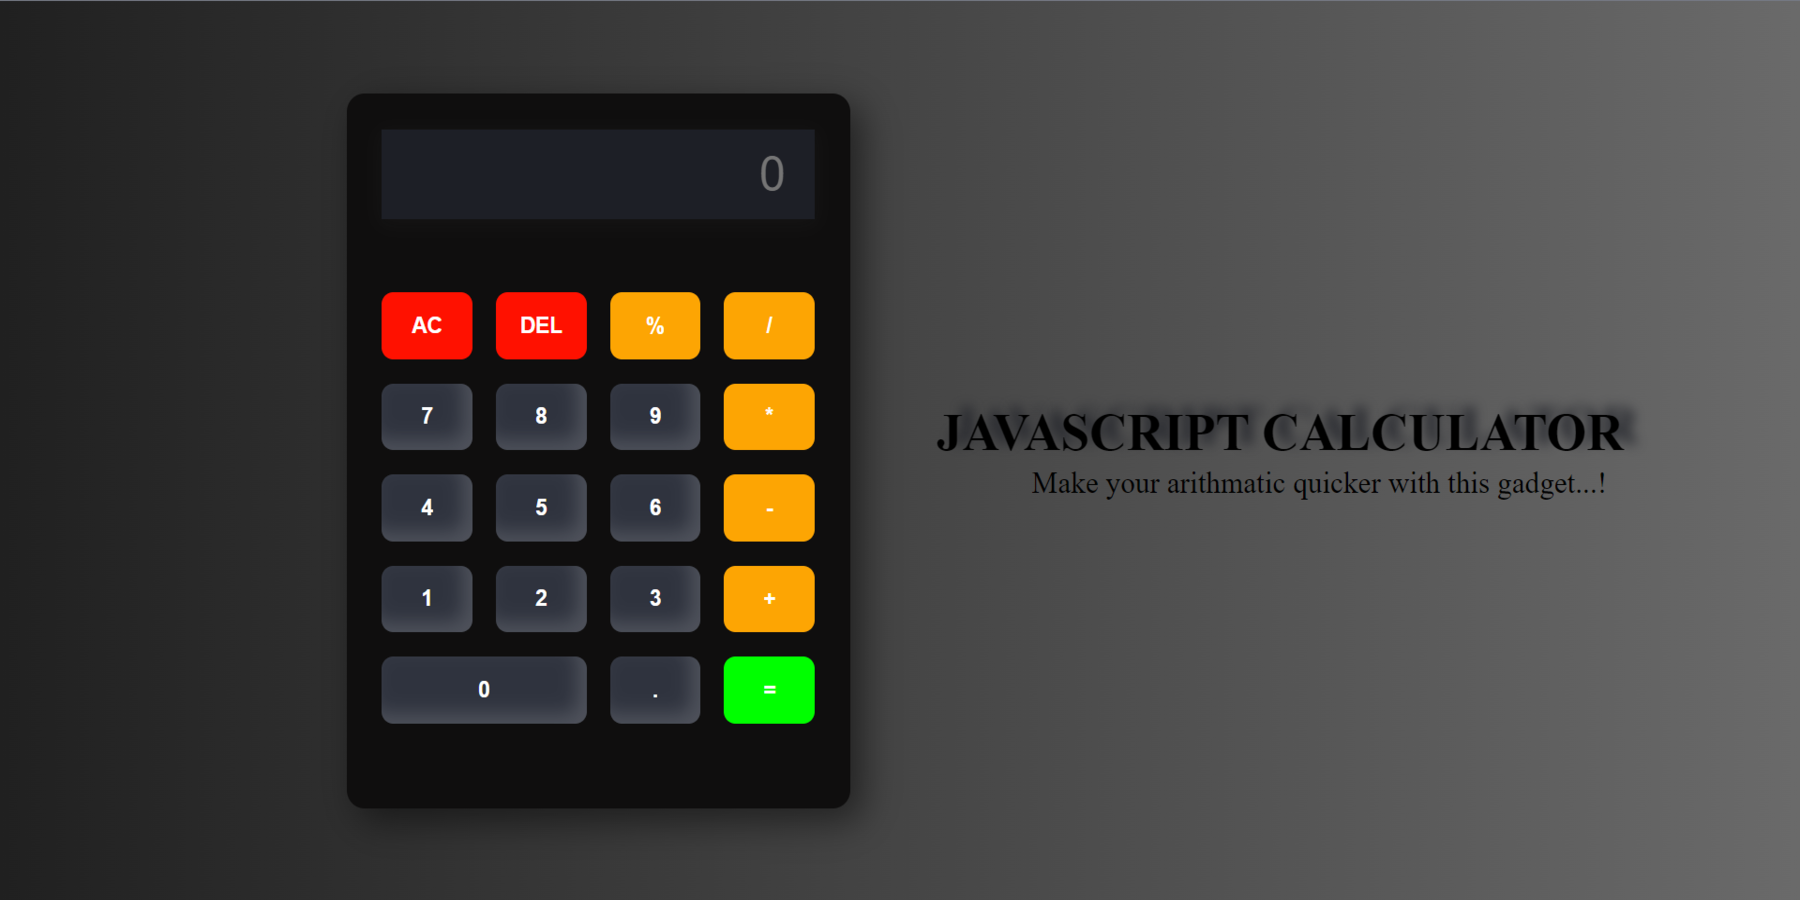 0
AC DEL % /
7 8 9 *
4 5 6 -
1 2 3 +
0 . =
JAVASCRIPT CALCULATOR
Make your arithmatic quicker with this gadget...!